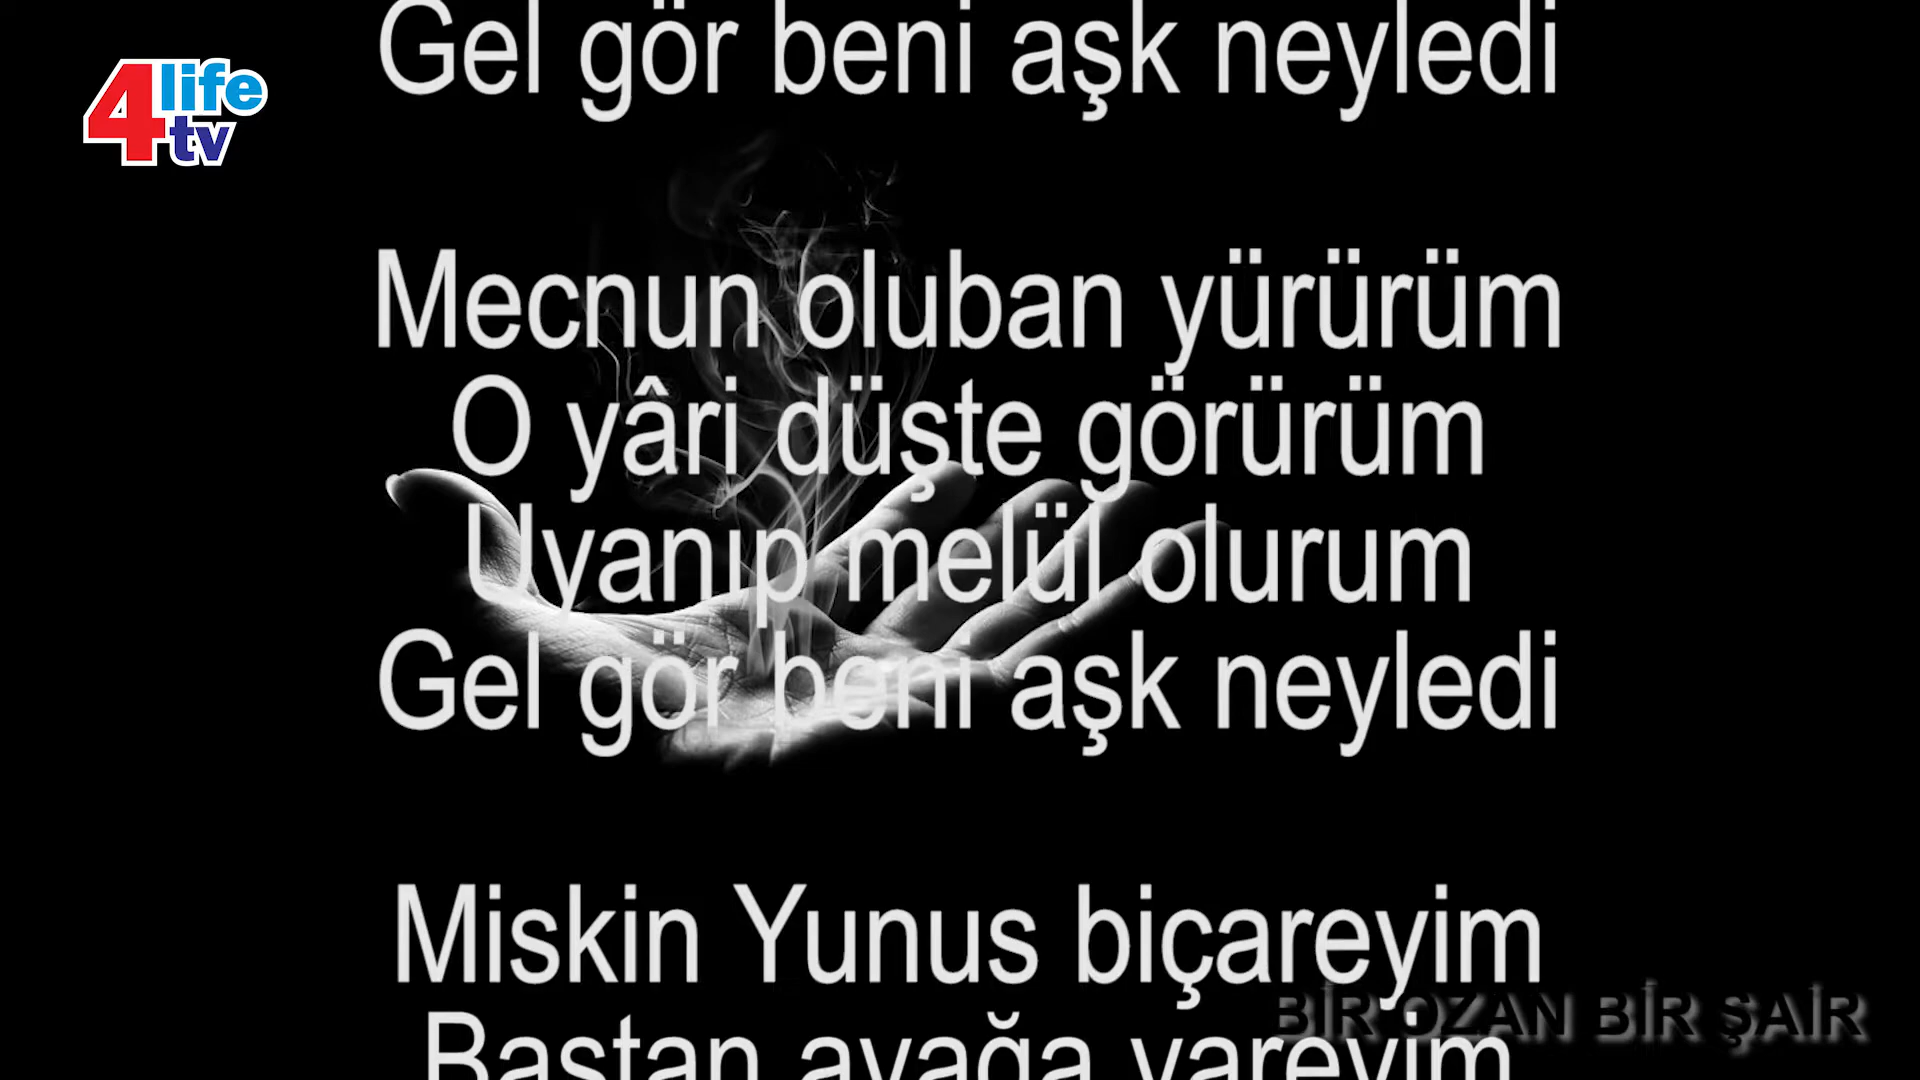 Gel gör beni aşk neyledi
4life
tv
Mecnun oluban yürürüm
O yâri düşte görürüm
Uyanıp melül olurum
Gel gör beni aşk neyledi
Miskin Yunus biçareyim
Baştan ayağa yareyim
BİR OZAN BİR ŞAİR